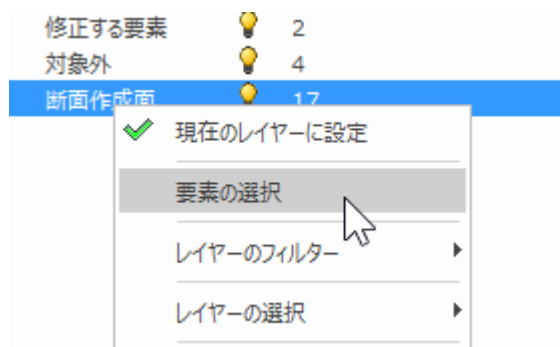 修正する要素 2
対象外 4
断面作成面 17
現在のレイヤーに設定
要素の選択
レイヤーのフィルター
レイヤーの選択